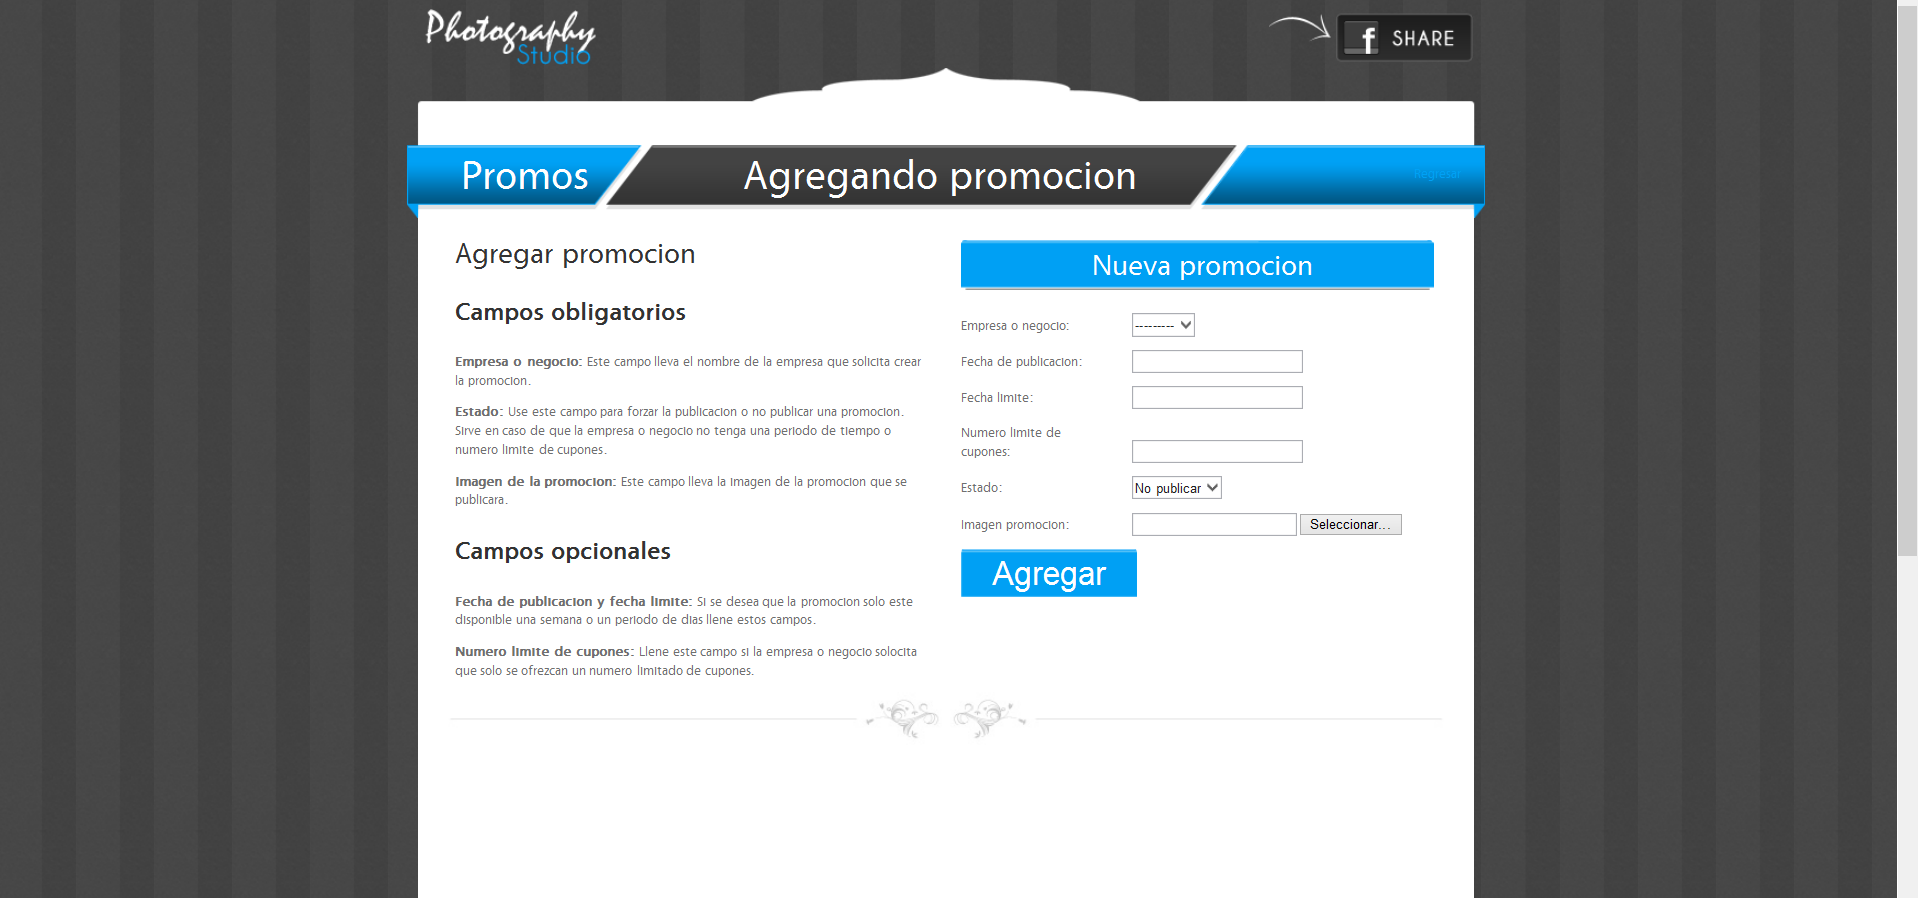 Photography
Studio
f SHARE
Promos
Agregando promocion
Regresar
Agregar promocion
Campos obligatorios
Empresa o negocio: Este campo lleva el nombre de la empresa que solicita crear
la promocion.
Estado: Use este campo para forzar la publicacion o no publicar una promocion.
Sirve en caso de que la empresa o negocio no tenga una periodo de tiempo o
numero limite de cupones.
Imagen de la promocion: Este campo lleva la imagen de la promocion que se
publicara.
Campos opcionales
Fecha de publicacion y fecha limite: Si se desea que la promocion solo este
disponible una semana o un periodo de dias llene estos campos.
Numero limite de cupones: Llene este campo si la empresa o negocio solocita
que solo se ofrezcan un numero limitado de cupones.
Nueva promocion
Empresa o negocio: ---------
Fecha de publicacion:
Fecha limite:
Numero limite de
cupones:
Estado: No publicar
Imagen promocion: Seleccionar...
Agregar